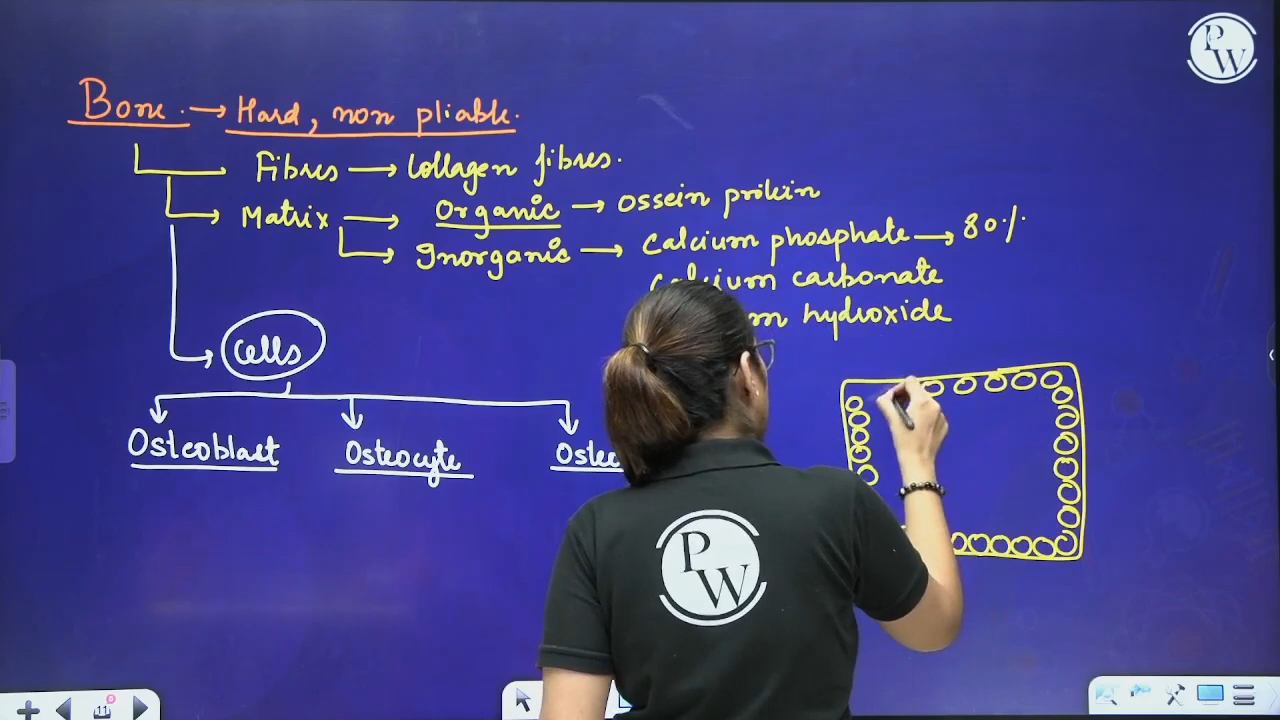 PW
Bone. → Hard, non pliable.
Fibres → Collagen fibres.
Matrix → Organic → Ossein protein
Inorganic → Calcium phosphate → 80%
calcium carbonate
hydroxide
Cells
Osteoblast Osteocyte
PW
11